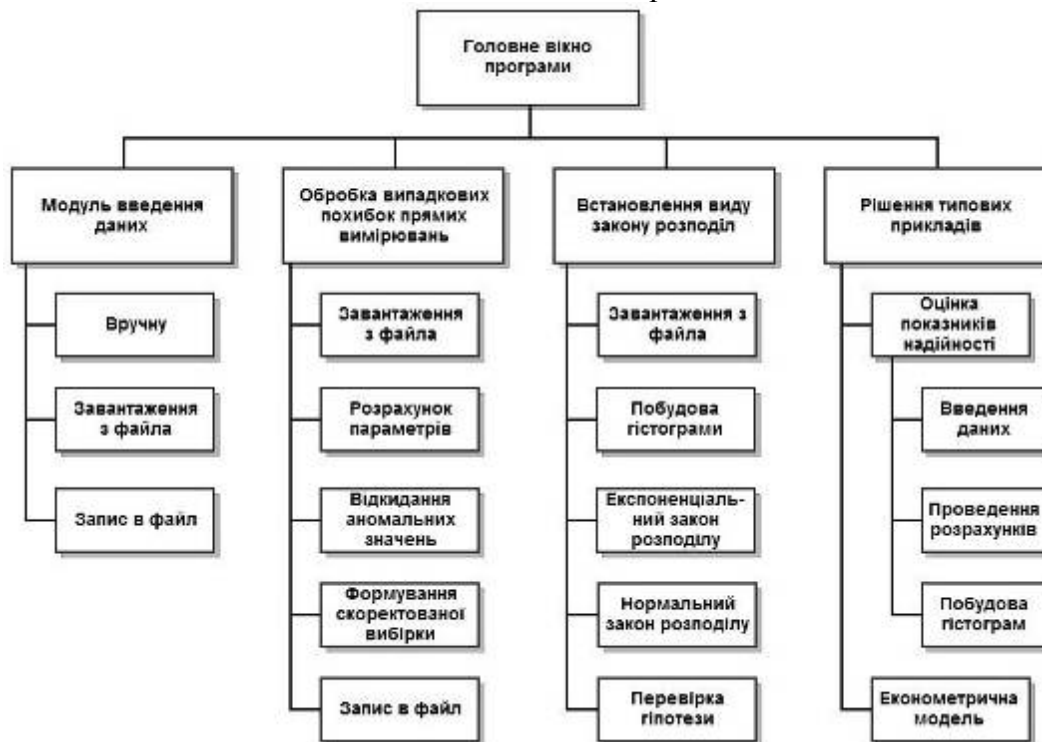 Головне вікно
програми
Модуль введення
даних
Обробка випадкових
похибок прямих
вимірювань
Встановлення виду
закону розподіл
Рішення типових
прикладів
Вручну
Завантаження
з файла
Запис в файл
Завантаження
з файла
Розрахунок
параметрів
Відкидання
аномальних
значень
Формування
скоректованої
вибірки
Запис в файл
Завантаження з
файла
Побудова
гістограми
Експоненціаль-
ний закон
розподілу
Нормальний
закон розподілу
Перевірка
гіпотези
Оцінка
показників
надійності
Введення
даних
Проведення
розрахунків
Побудова
гістограм
Економетрична
модель